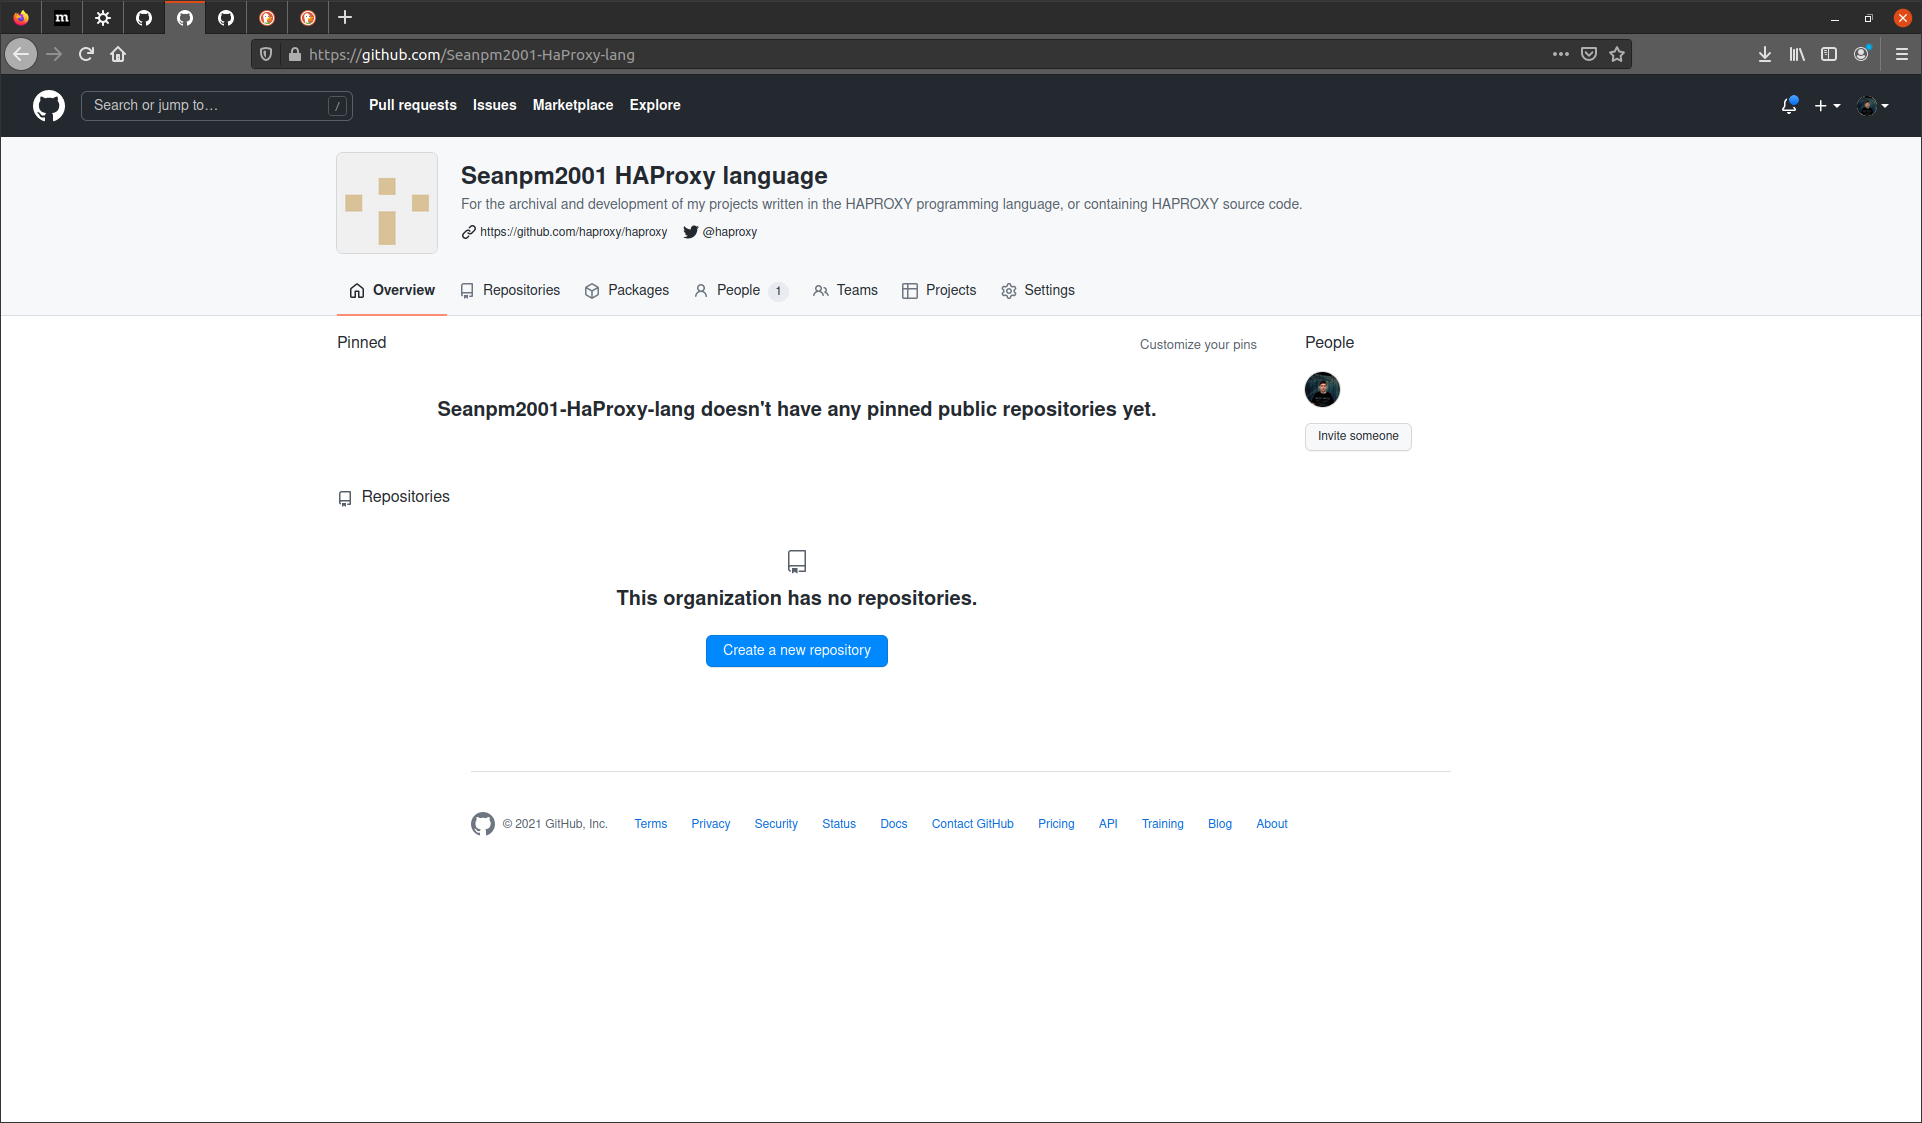 m
https://github.com/Seanpm2001-HaProxy-lang
Search or jump to… /
Pull requests Issues Marketplace Explore
Seanpm2001 HAProxy language
For the archival and development of my projects written in the HAPROXY programming language, or containing HAPROXY source code.
https://github.com/haproxy/haproxy @haproxy
Overview Repositories Packages People 1 Teams Projects Settings
Pinned Customize your pins People
Seanpm2001-HaProxy-lang doesn't have any pinned public repositories yet.
Invite someone
Repositories
This organization has no repositories.
Create a new repository
© 2021 GitHub, Inc. Terms Privacy Security Status Docs Contact GitHub Pricing API Training Blog About